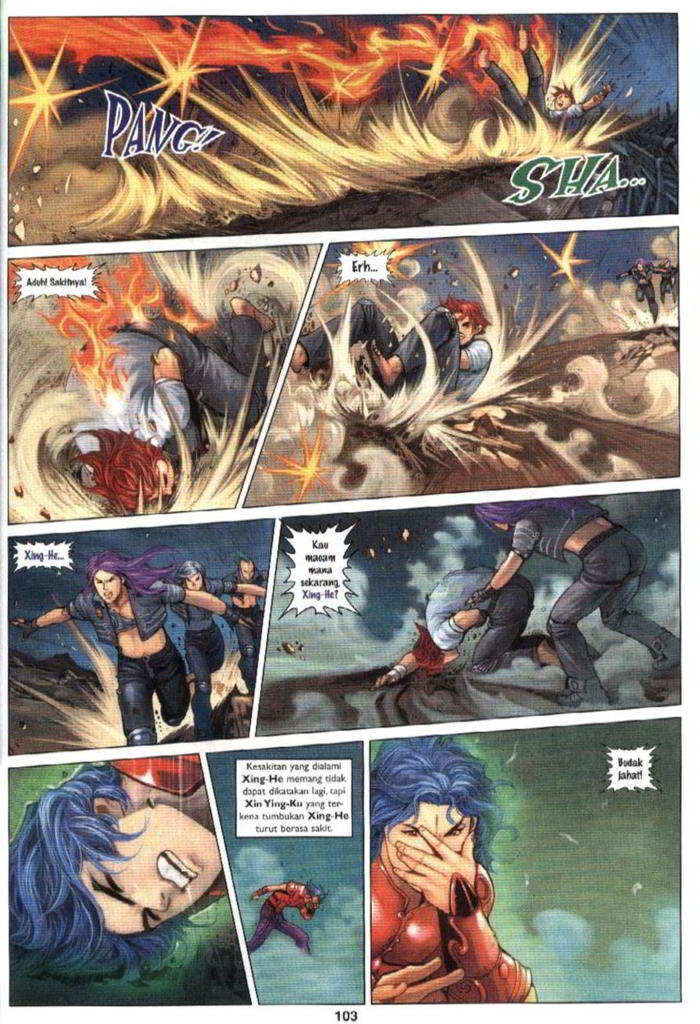 PANG!
SHA...
Aduh! Sakitnya!
Erh...
Xing-He...
Kau
macam
mana
sekarang,
Xing-He?
Kesakitan yang dialami
Xing-He memang tidak
dapat dikatakan lagi, tapi
Xin Ying-Ku yang ter-
kena tumbukan Xing-He
turut berasa sakit.
Budak
jahat!
103